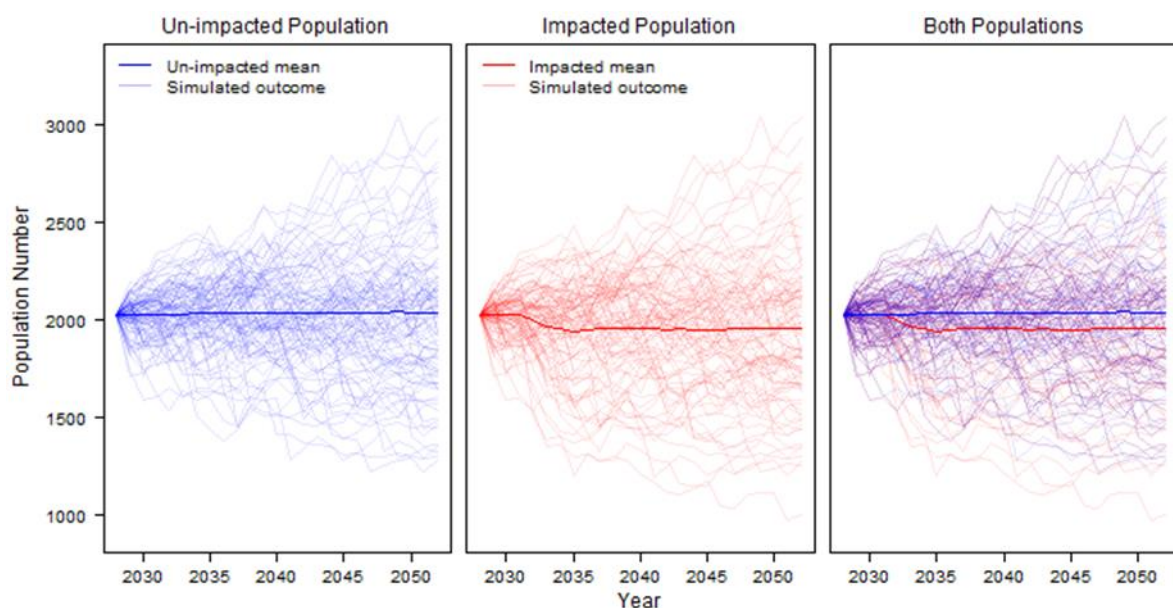 Un-impacted Population
Impacted Population
Both Populations
Un-impacted mean
Simulated outcome
Impacted mean
Simulated outcome
Population Number
3000
2500
2000
1500
1000
2030 2035 2040 2045 2050
2030 2035 2040 2045 2050
2030 2035 2040 2045 2050
Year